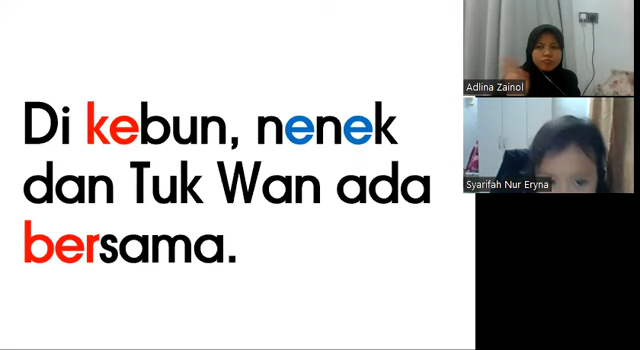 Di kebun, nenek
dan Tuk Wan ada
bersama.
Adlina Zainol
Syarifah Nur Eryna